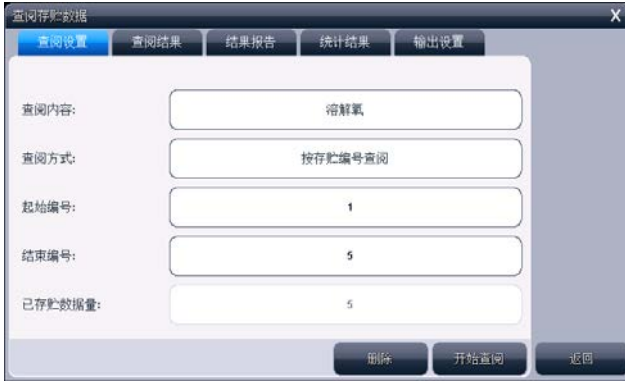 查阅存贮数据 X
查阅设置 查阅结果 结果报告 统计结果 输出设置
查阅内容: 溶解氧
查阅方式: 按存贮编号查阅
起始编号: 1
结束编号: 5
已存贮数据量: 5
删除 开始查阅 返回